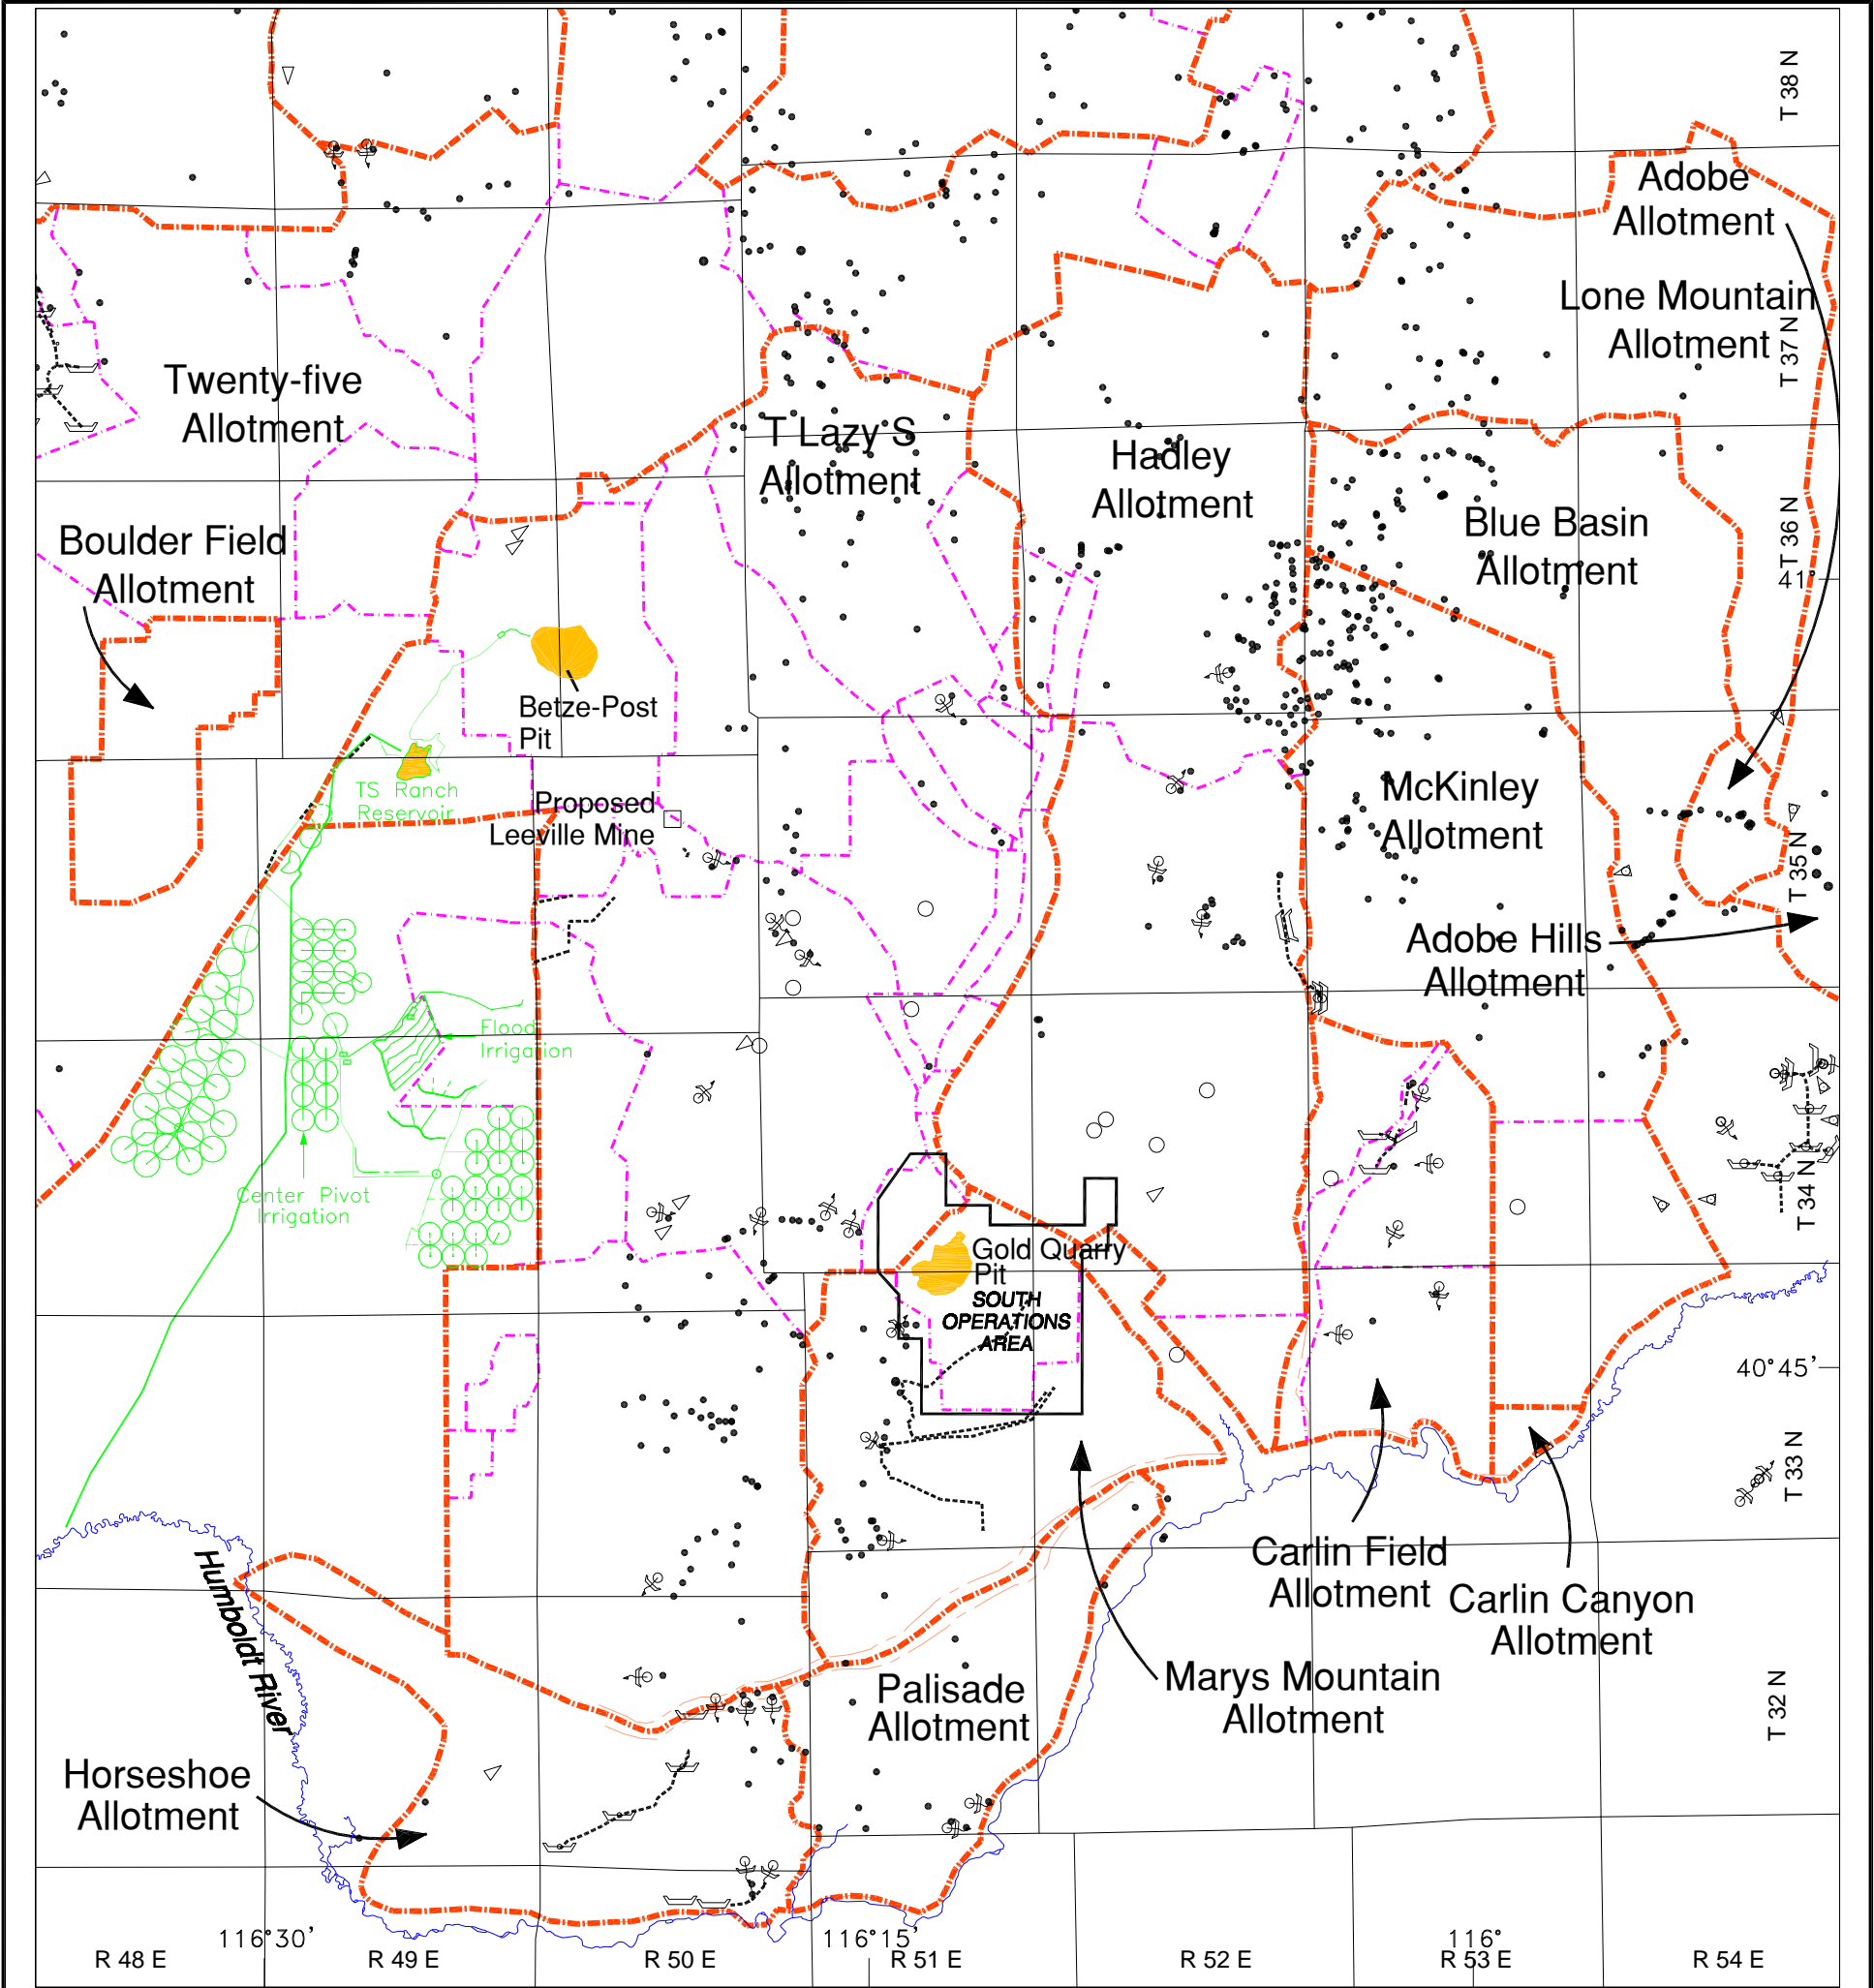 T 38 N
Adobe
Allotment
Lone Mountain
Allotment
T 37 N
Twenty-five
Allotment
T Lazy S
Allotment
Hadley
Allotment
Blue Basin
Allotment
T 36 N
41°
Boulder Field
Allotment
Betze-Post
Pit
TS Ranch
Reservoir
Proposed
Leeville Mine
McKinley
Allotment
T 35 N
Adobe Hills
Allotment
Flood
Irrigation
Center Pivot
Irrigation
T 34 N
Gold Quarry
Pit
SOUTH
OPERATIONS
AREA
40°45'
T 33 N
Carlin Field
Allotment
Carlin Canyon
Allotment
Humboldt River
Marys Mountain
Allotment
Palisade
Allotment
T 32 N
Horseshoe
Allotment
116°30'
116°15'
116°
R 48 E
R 49 E
R 50 E
R 51 E
R 52 E
R 53 E
R 54 E